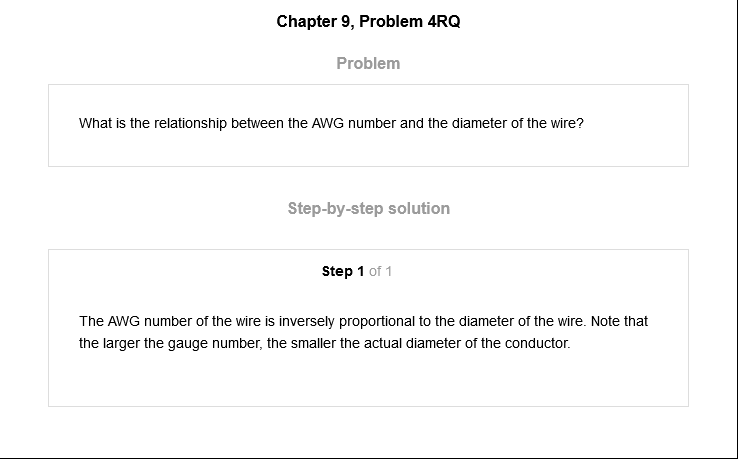 Chapter 9, Problem 4RQ
Problem
What is the relationship between the AWG number and the diameter of the wire?
Step-by-step solution
Step 1 of 1
The AWG number of the wire is inversely proportional to the diameter of the wire. Note that
the larger the gauge number, the smaller the actual diameter of the conductor.